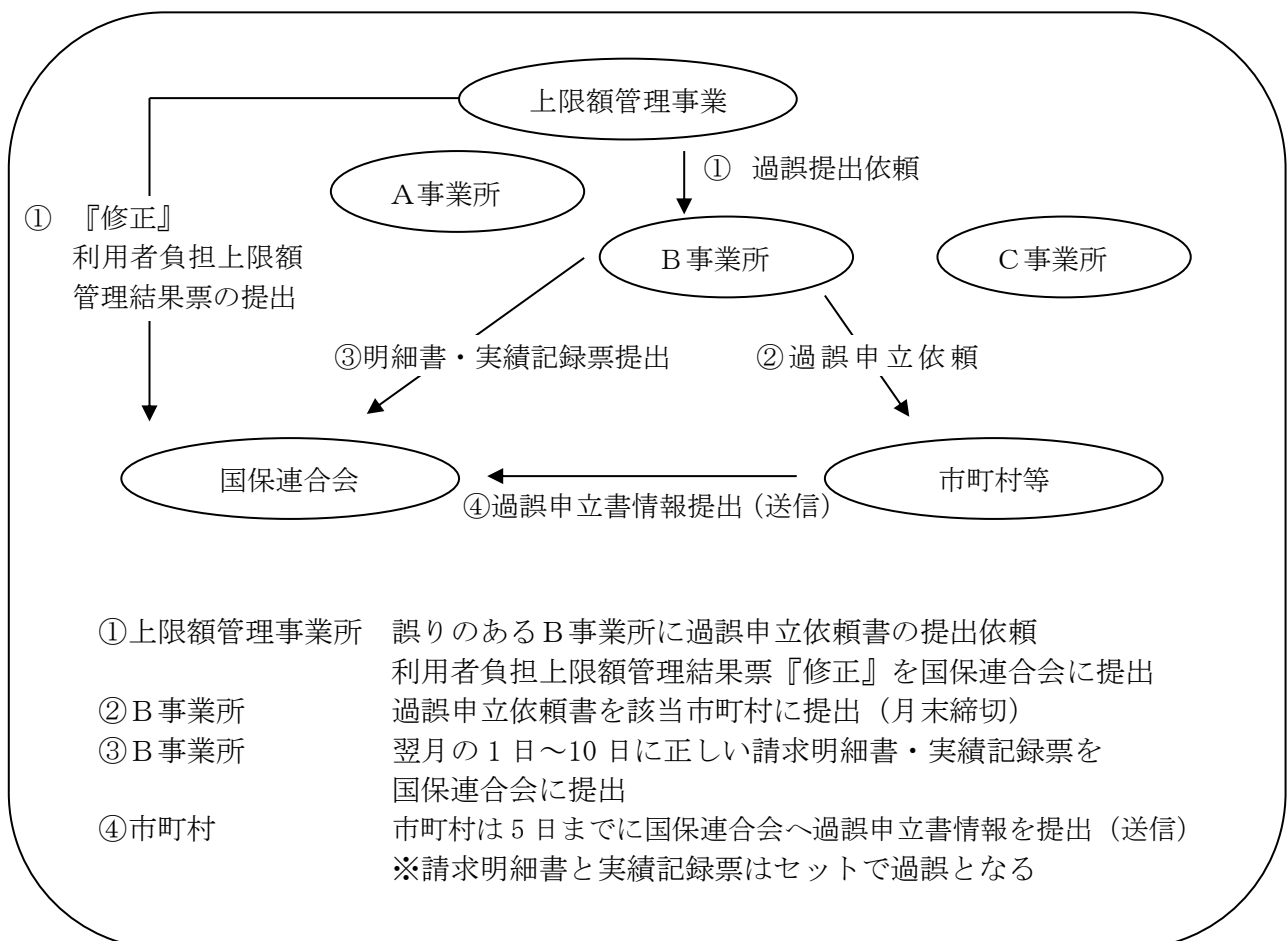 上限額管理事業
① 過誤提出依頼
A事業所
① 『修正』
利用者負担上限額
管理結果票の提出
B事業所
C事業所
③明細書・実績記録票提出
②過誤申立依頼
国保連合会
市町村等
④過誤申立書情報提出(送信)
①上限額管理事業所 誤りのあるB事業所に過誤申立依頼書の提出依頼
利用者負担上限額管理結果票『修正』を国保連合会に提出
②B事業所 過誤申立依頼書を該当市町村に提出(月末締切)
③B事業所 翌月の1日~10日に正しい請求明細書・実績記録票を
国保連合会に提出
④市町村 市町村は5日までに国保連合会へ過誤申立書情報を提出(送信)
※請求明細書と実績記録票はセットで過誤となる